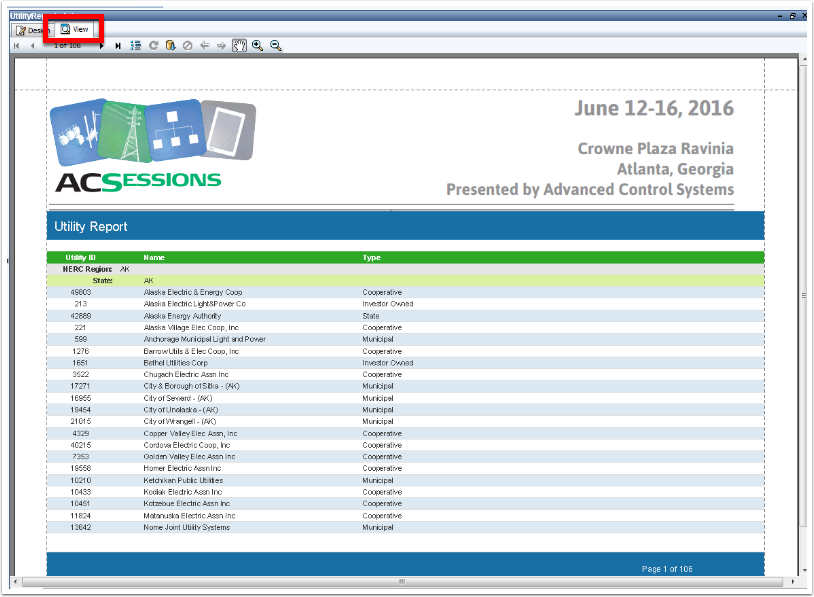 UtilityRe
Design View
1 of 106
June 12-16, 2016
Crowne Plaza Ravinia
Atlanta, Georgia
Presented by Advanced Control Systems
ACSESSIONS
Utility Report
Utility ID Name Type
NERC Region: AK
State: AK
49803 Alaska Electric & Energy Coop Cooperative
213 Alaska Electric Light&Power Co Investor Owned
42889 Alaska Energy Authority State
221 Alaska Village Elec Coop, Inc Cooperative
599 Anchorage Municipal Light and Power Municipal
1276 Barrow Utils & Elec Coop, Inc Cooperative
1651 Bethel Utilities Corp Investor Owned
3522 Chugach Electric Assn Inc Cooperative
17271 City & Borough of Sitka - (AK) Municipal
16955 City of Seward - (AK) Municipal
19454 City of Unalaska - (AK) Municipal
21015 City of Wrangell - (AK) Municipal
4329 Copper Valley Elec Assn, Inc Cooperative
40215 Cordova Electric Coop, Inc Cooperative
7353 Golden Valley Elec Assn Inc Cooperative
19558 Homer Electric Assn Inc Cooperative
10210 Ketchikan Public Utilities Municipal
10433 Kodiak Electric Assn Inc Cooperative
10451 Kotzebue Electric Assn Inc Cooperative
11824 Matanuska Electric Assn Inc Cooperative
13642 Nome Joint Utility Systems Municipal
Page 1 of 106